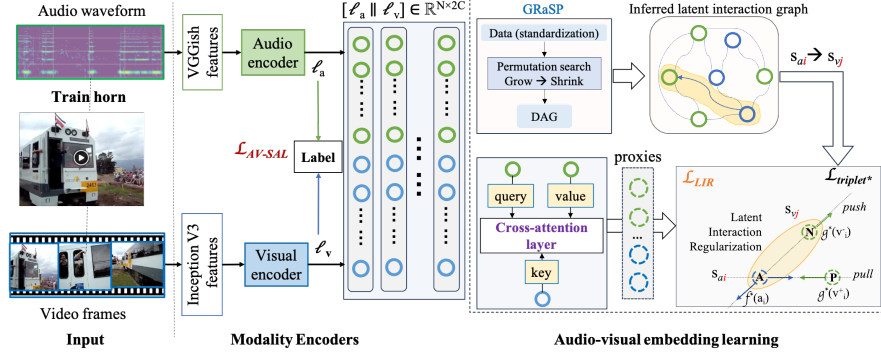 Audio waveform
Train horn
Video frames
Input
VGGish
features
Audio
encoder
ℓa
Inception V3
features
Visual
encoder
ℓv
ℒAV-SAL
Label
Modality Encoders
[ℓa ∥ ℓv] ∈ ℝN×2C
GRaSP
Data (standardization)
Permutation search
Grow → Shrink
DAG
Inferred latent interaction graph
sai → svj
query
value
Cross-attention
layer
key
proxies
...
ℒtriplet*
ℒLIR
Latent
Interaction
Regularization
svj
push
N
g*(v⁻i)
sai
A
f*(ai)
P
pull
g*(v⁺i)
Audio-visual embedding learning